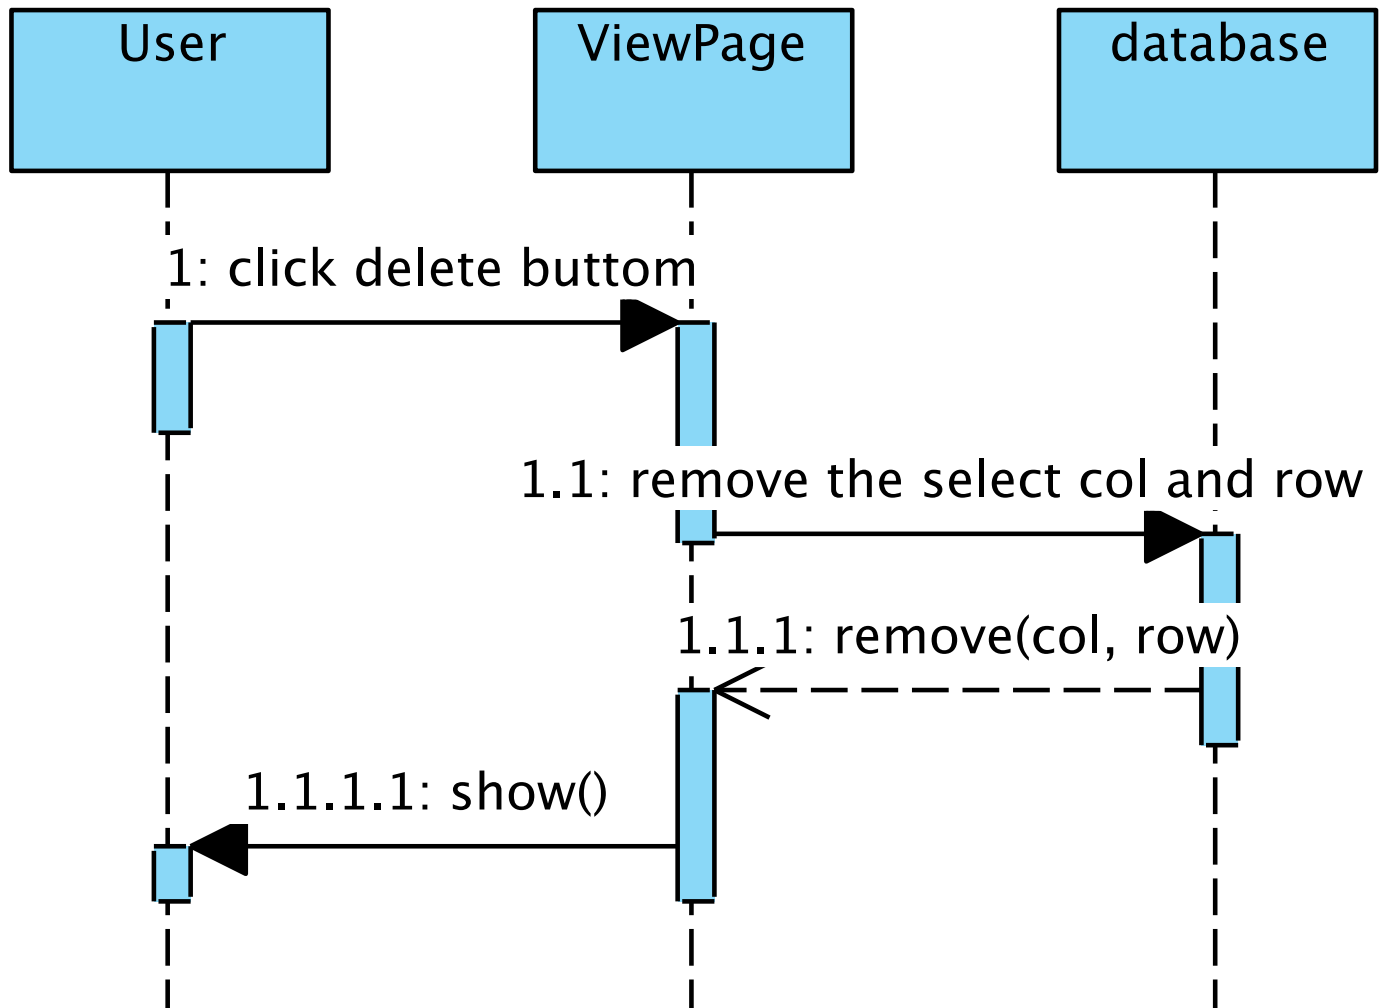 User
ViewPage
database
1: click delete buttom
1.1: remove the select col and row
1.1.1: remove(col, row)
1.1.1.1: show()